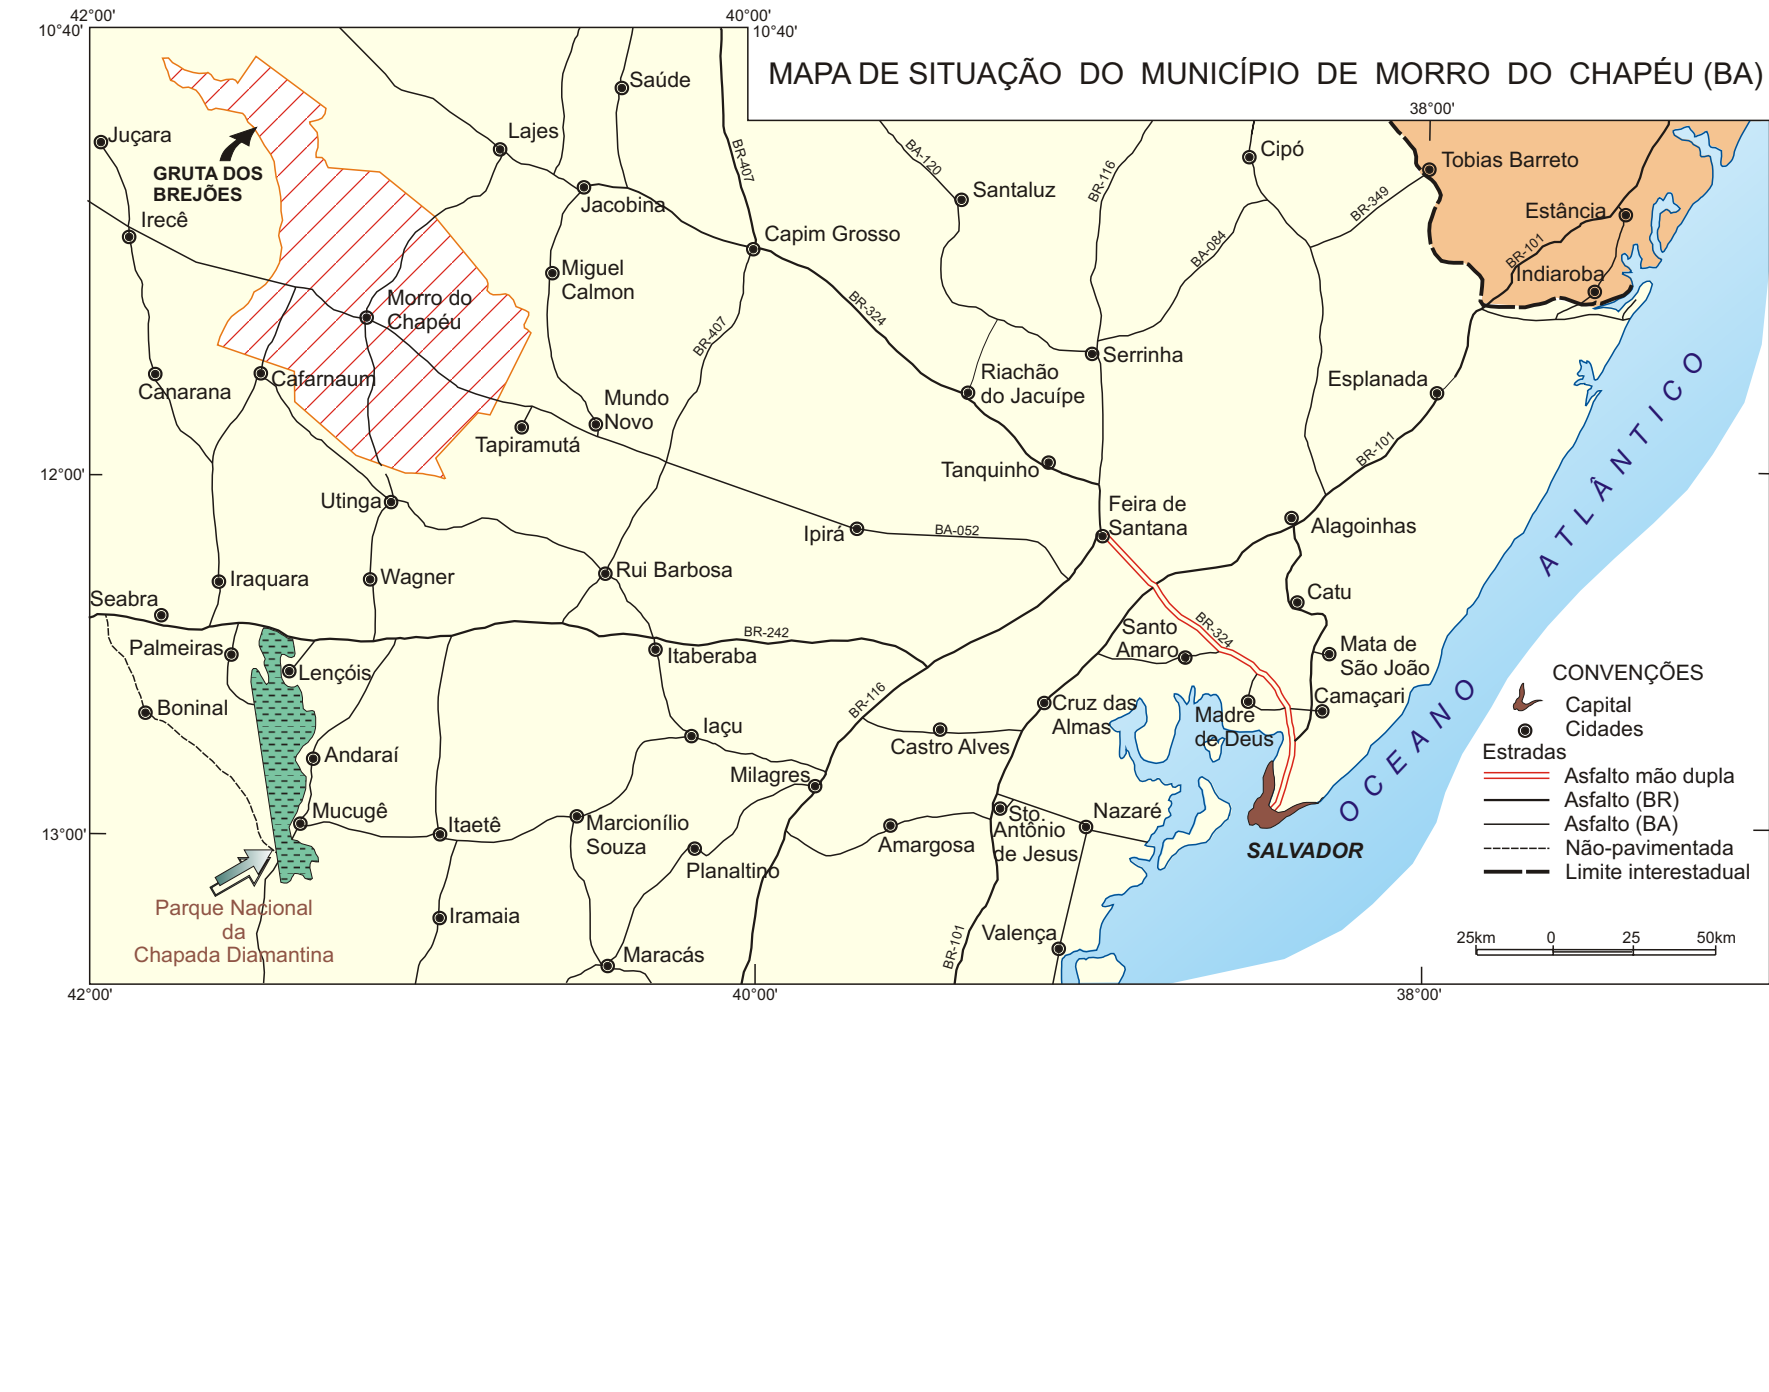 42°00'
40°00'
10°40'
10°40'
MAPA DE SITUAÇÃO DO MUNICÍPIO DE MORRO DO CHAPÉU (BA)
38°00'
Saúde
Juçara
Lajes
BR-407
BA-120
BR-116
Cipó
Tobias Barreto
GRUTA DOS
BREJÕES
Jacobina
Santaluz
BR-349
Estância
Irecê
Capim Grosso
BA-084
BR-101
Indiaroba
Miguel
Calmon
Morro do
Chapéu
BR-324
BR-407
Serrinha
Canarana
Cafarnaum
Riachão
do Jacuípe
Esplanada
Mundo
Novo
Tapiramutá
BR-101
12°00'
Tanquinho
Utinga
Feira de
Santana
Ipirá
BA-052
Alagoinhas
OCEANO ATLÂNTICO
Iraquara
Wagner
Rui Barbosa
Seabra
Catu
BR-242
BR-324
Santo
Amaro
Palmeiras
Lençóis
Itaberaba
Mata de
São João
CONVENÇÕES
Capital
Cidades
Boninal
BR-116
Cruz das
Almas
Madre
de Deus
Camaçari
Iaçu
Castro Alves
Estradas
Andaraí
Milagres
Asfalto mão dupla
Asfalto (BR)
Asfalto (BA)
Não-pavimentada
Limite interestadual
Mucugê
Itaetê
Marcionílio
Souza
Sto.
Antônio
de Jesus
Nazaré
13°00'
Amargosa
SALVADOR
Planaltino
Parque Nacional
da
Chapada Diamantina
Iramaia
Valença
BR-101
Maracás
25km 0 25 50km
42°00'
40°00'
38°00'